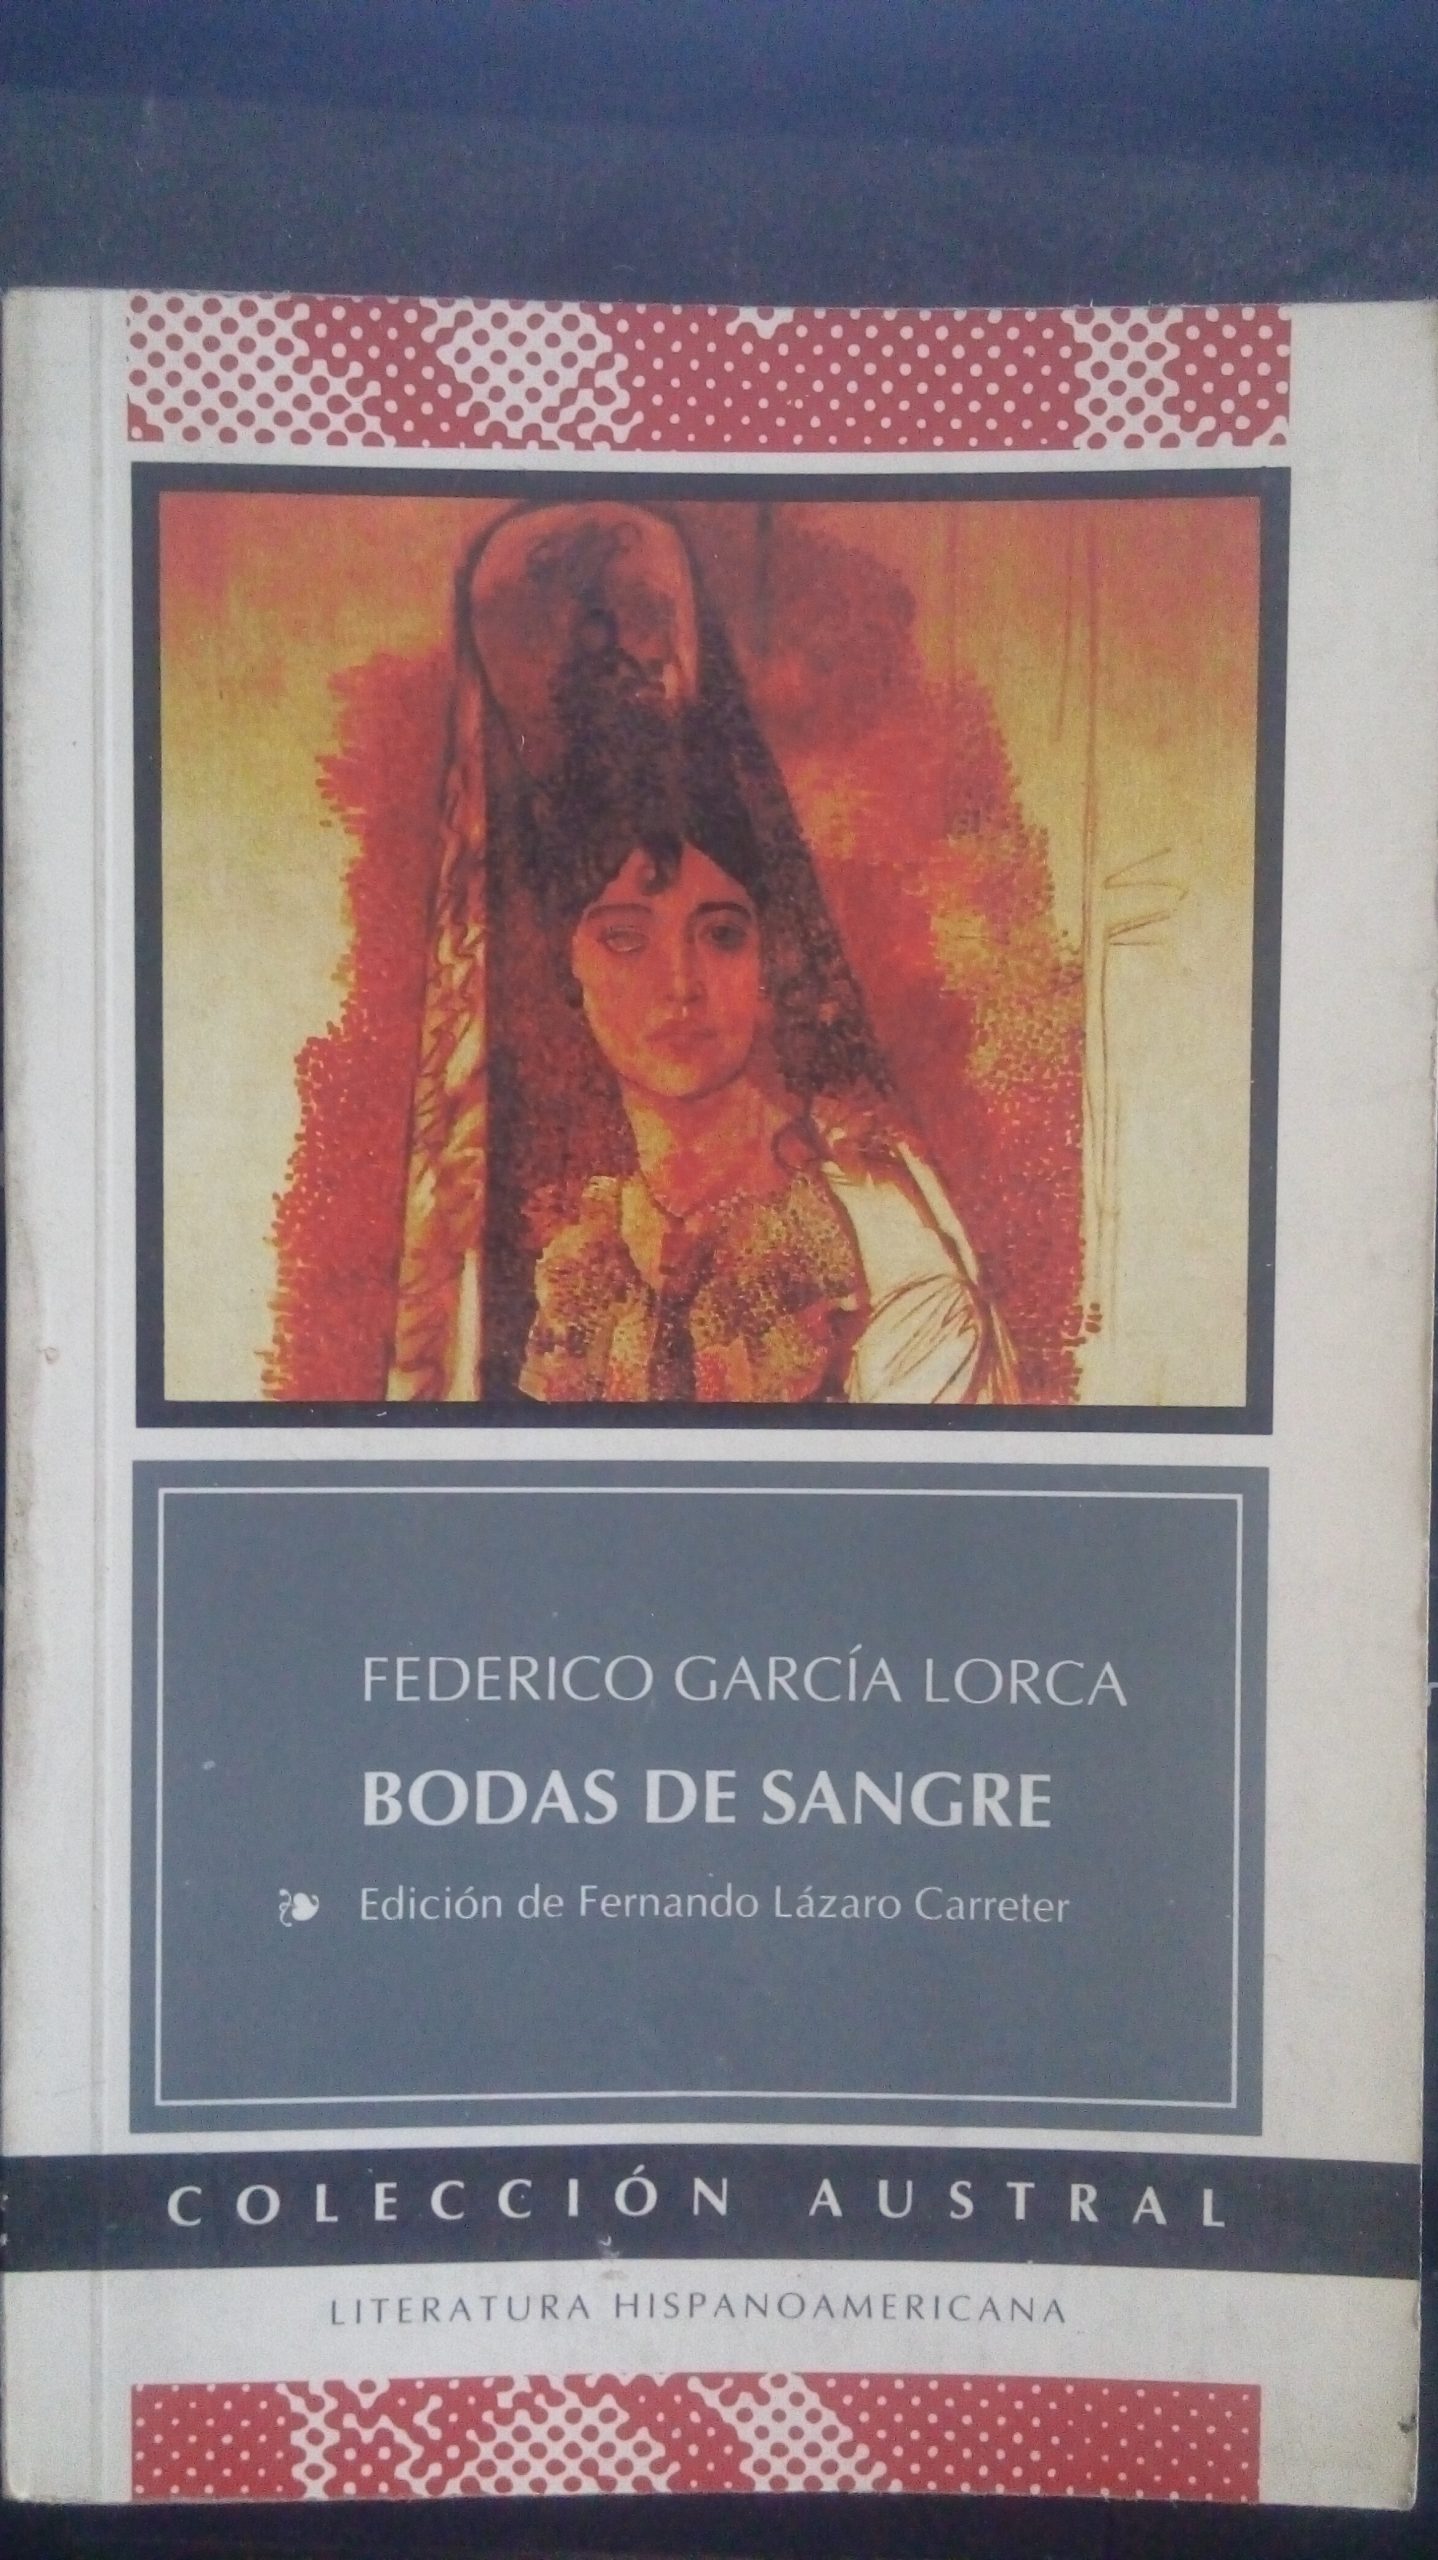 FEDERICO GARCÍA LORCA
BODAS DE SANGRE
Edición de Fernando Lázaro Carreter
COLECCIÓN AUSTRAL
LITERATURA HISPANOAMERICANA